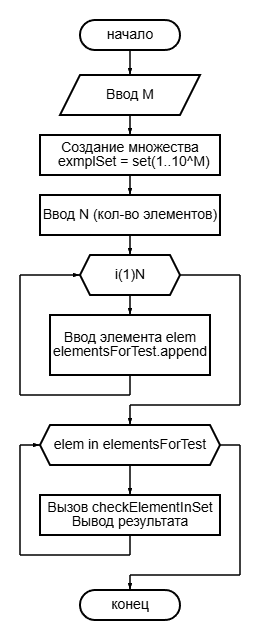 начало
Ввод M
Создание множества
exmplSet = set(1..10^M)
Ввод N (кол-во элементов)
i(1)N
Ввод элемента elem
elementsForTest.append
elem in elementsForTest
Вызов checkElementInSet
Вывод результата
конец